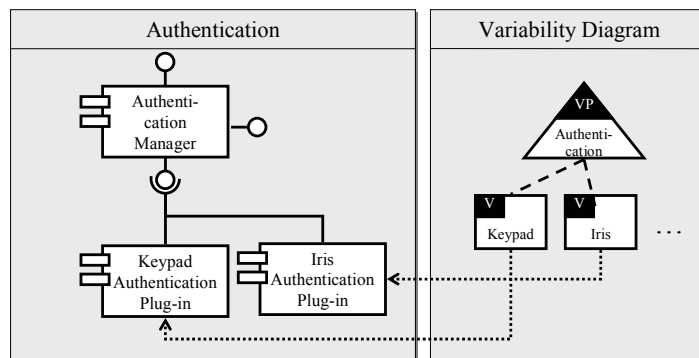 Authentication
Authenti-
cation
Manager
Keypad
Authentication
Plug-in
Iris
Authentication
Plug-in
Variability Diagram
VP
Authenti-
cation
V
Keypad
V
Iris
...